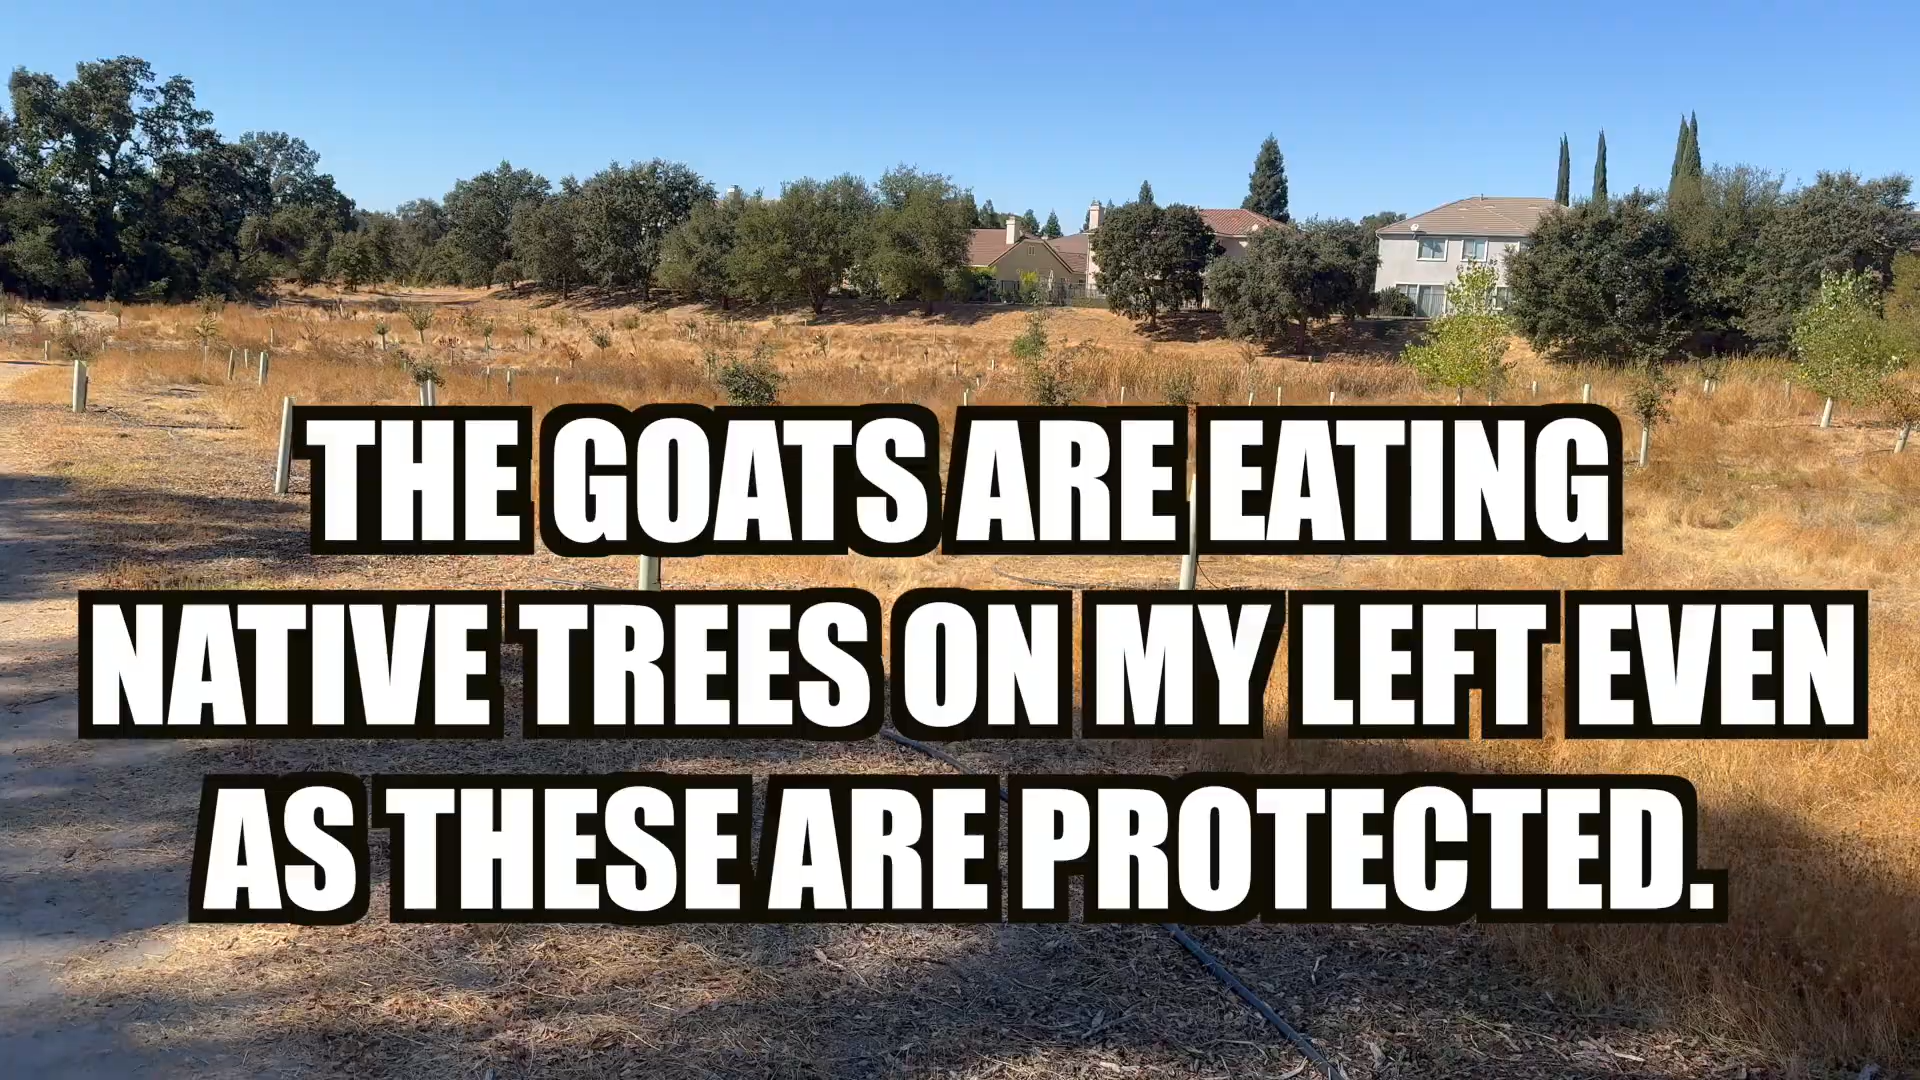 THE GOATS ARE EATING
NATIVE TREES ON MY LEFT EVEN
AS THESE ARE PROTECTED.